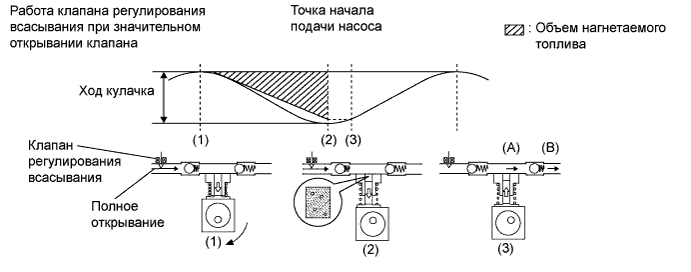 Работа клапана регулирования
всасывания при значительном
открывании клапана
Точка начала
подачи насоса
: Объем нагнетаемого
топлива
Ход кулачка
(1)
(2)
(3)
Клапан
регулирования
всасывания
Полное
открывание
(A)
(B)
(1)
(2)
(3)